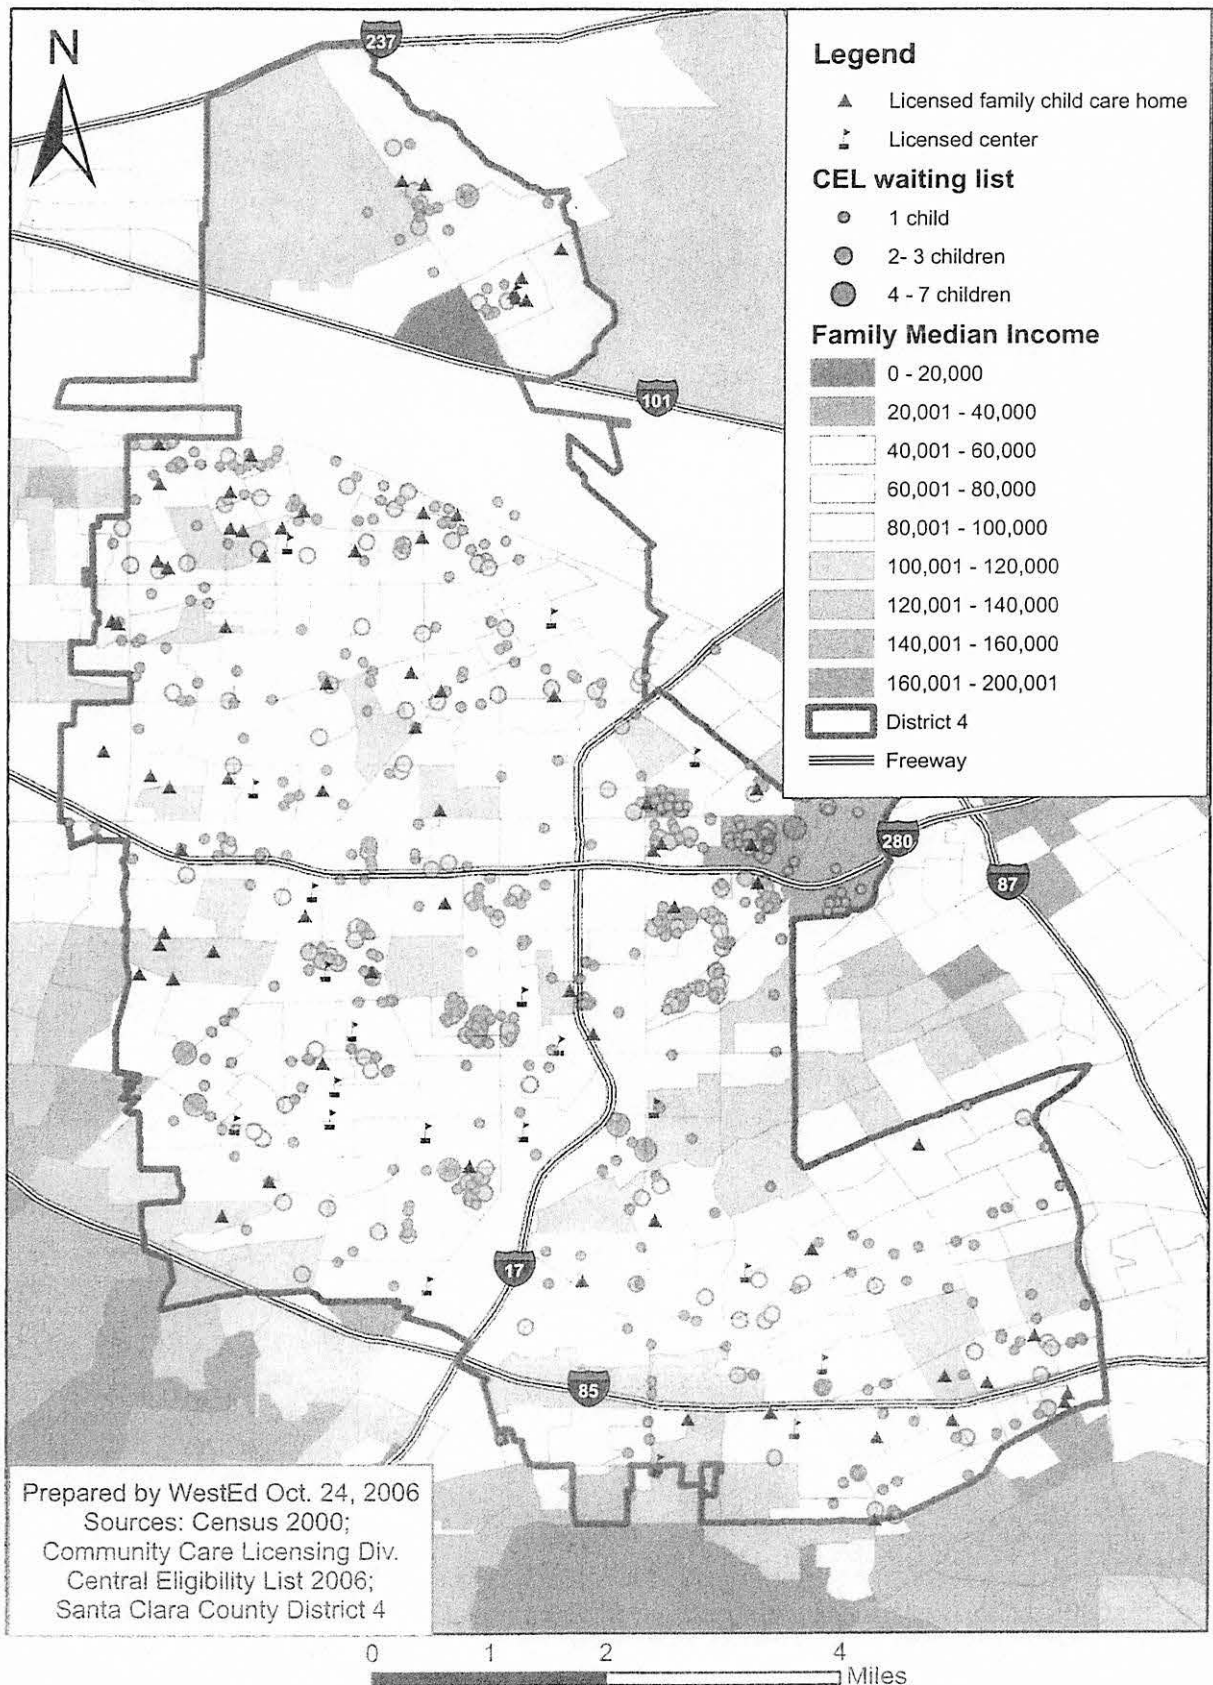 N
237
101
280
87
17
85
Legend
Licensed family child care home
Licensed center
CEL waiting list
1 child
2- 3 children
4 - 7 children
Family Median Income
0 - 20,000
20,001 - 40,000
40,001 - 60,000
60,001 - 80,000
80,001 - 100,000
100,001 - 120,000
120,001 - 140,000
140,001 - 160,000
160,001 - 200,001
District 4
Freeway
Prepared by WestEd Oct. 24, 2006
Sources: Census 2000;
Community Care Licensing Div.
Central Eligibility List 2006;
Santa Clara County District 4
0 1 2 4
Miles